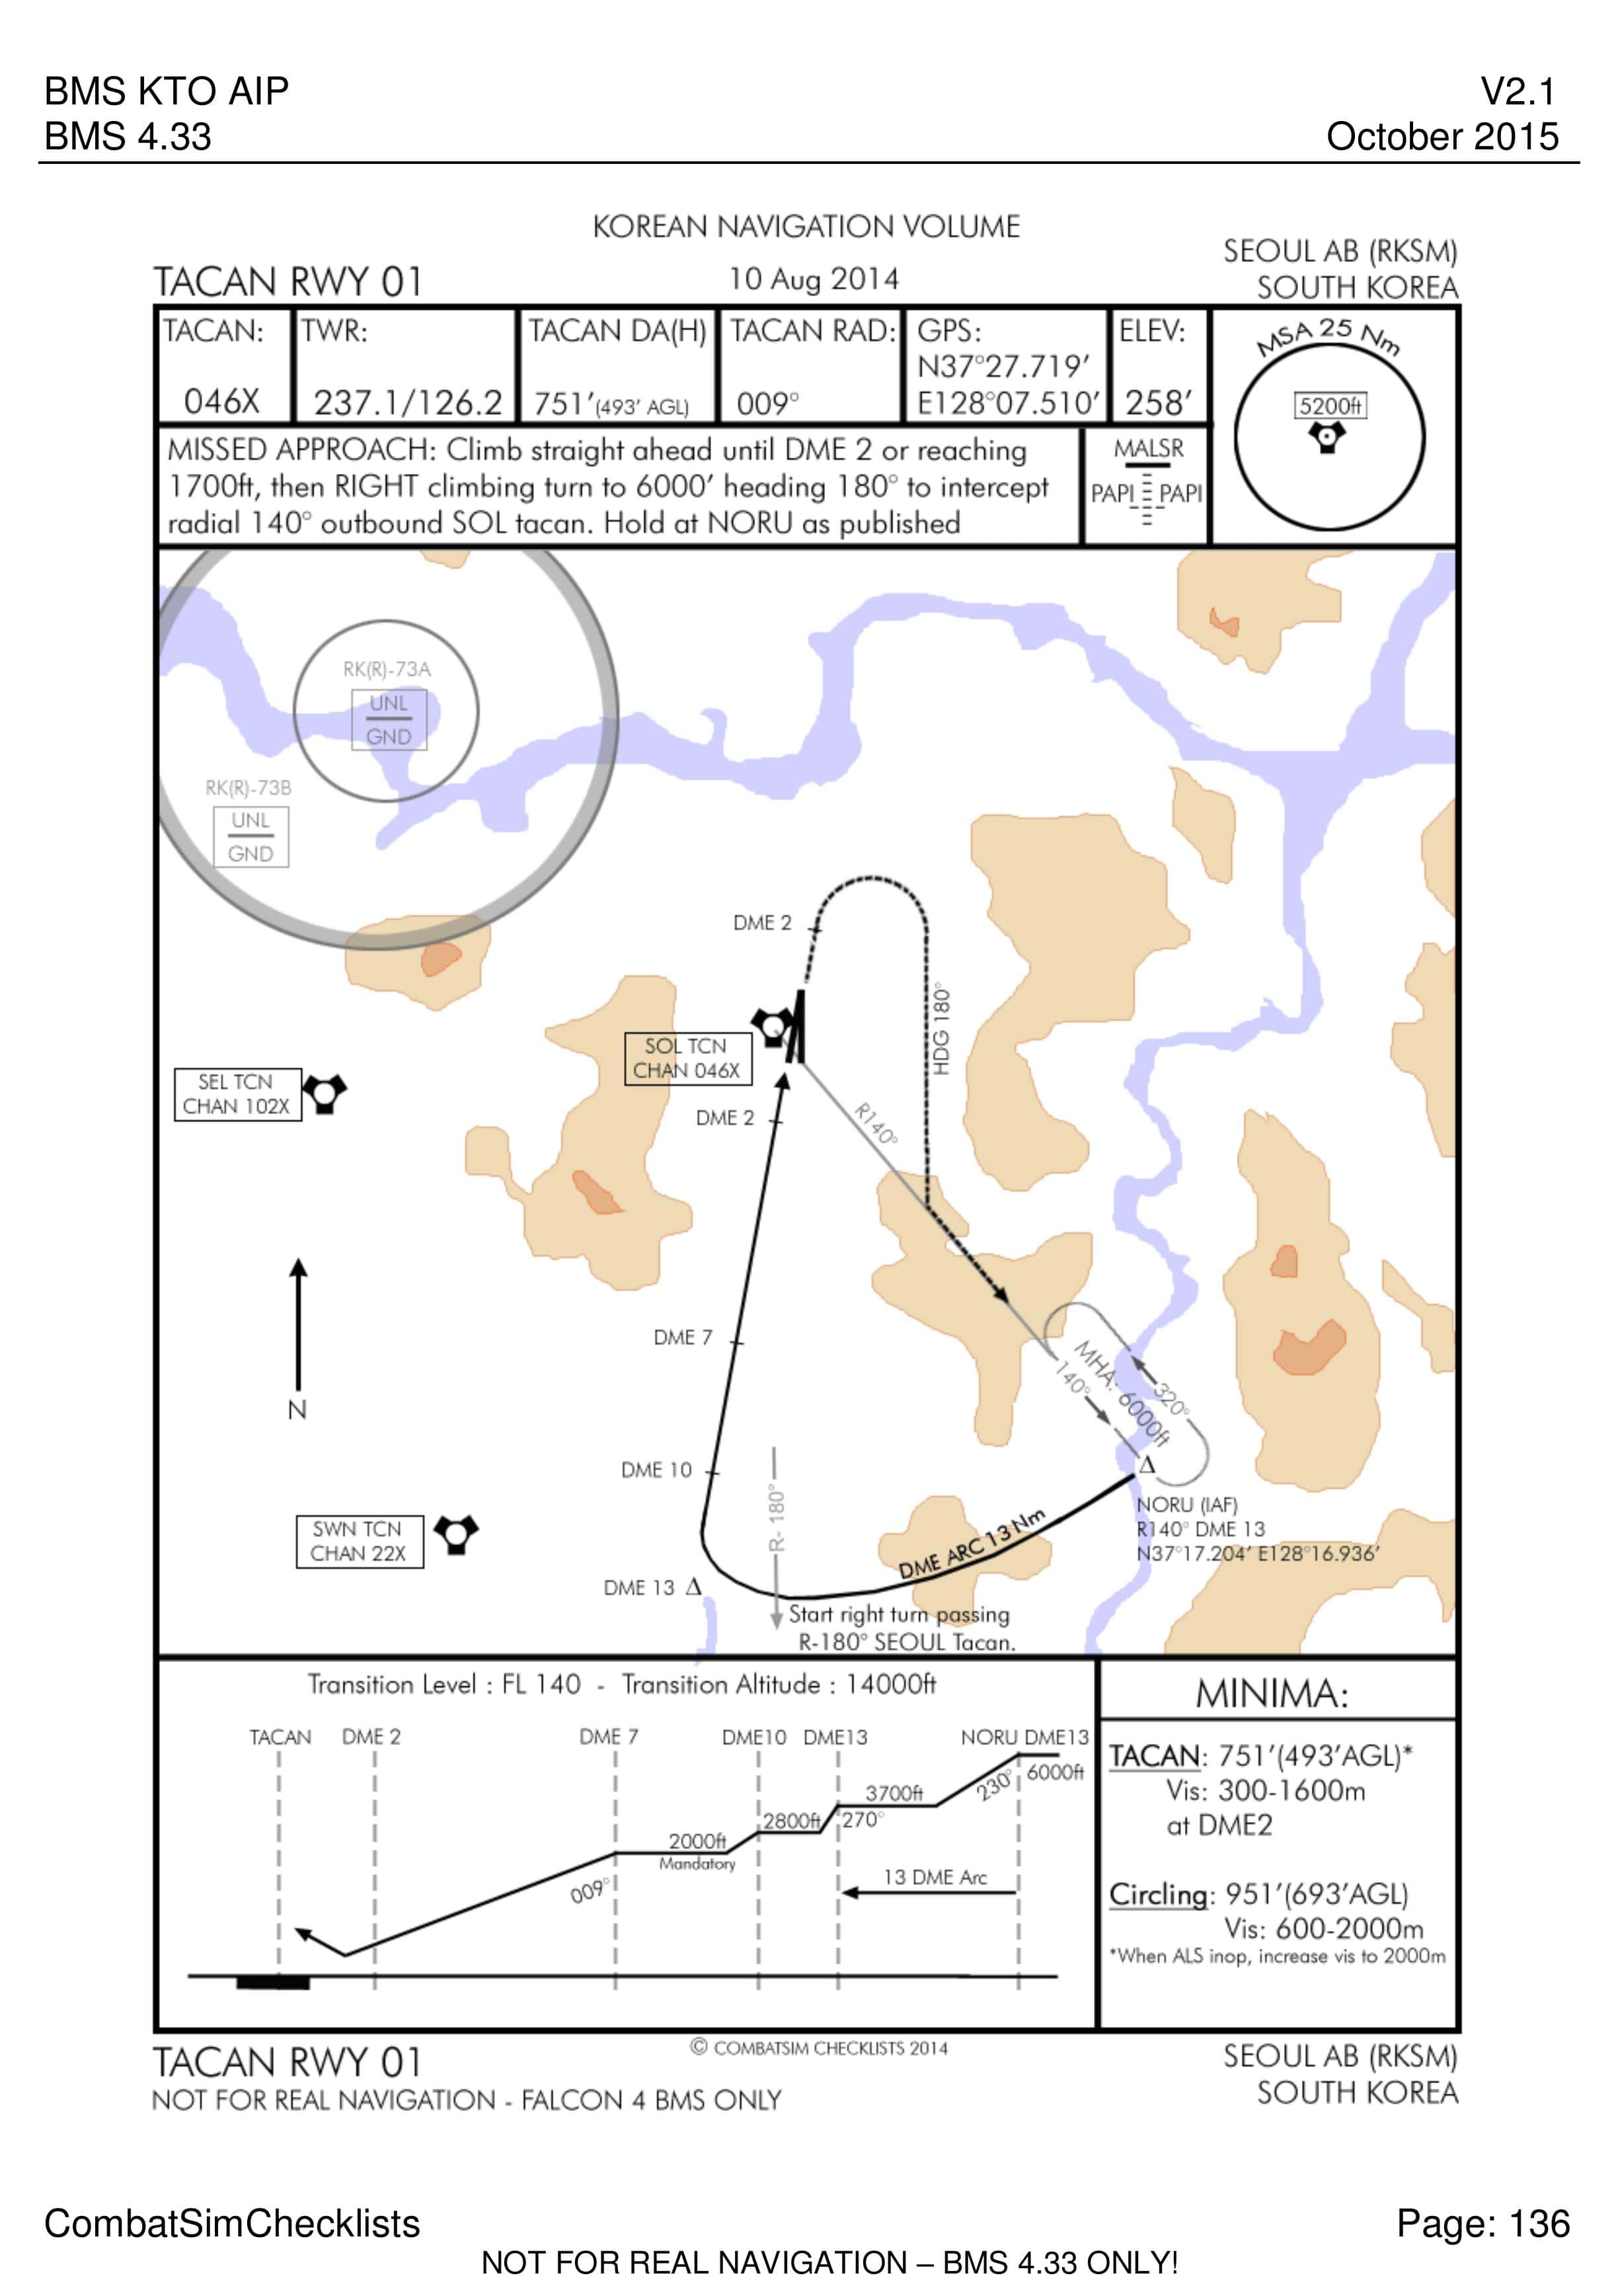 BMS KTO AIP
V2.1
BMS 4.33
October 2015
KOREAN NAVIGATION VOLUME
SEOUL AB (RKSM)
TACAN RWY 01
10 Aug 2014
SOUTH KOREA
TACAN:
046X
TWR:
237.1/126.2
TACAN DA(H)
751'(493' AGL)
TACAN RAD:
009°
GPS:
N37°27.719'
E128°07.510'
ELEV:
258'
MSA 25 Nm
5200ft
MISSED APPROACH: Climb straight ahead until DME 2 or reaching
1700ft, then RIGHT climbing turn to 6000' heading 180° to intercept
radial 140° outbound SOL tacan. Hold at NORU as published
MALSR
PAPI PAPI
RK(R)-73A
UNL
GND
RK(R)-73B
UNL
GND
DME 2
HDG 180°
SOL TCN
CHAN 046X
SEL TCN
CHAN 102X
DME 2
R140°
DME 7
N
MHA: 6000ft
140°
320°
DME 10
R- 180°
NORU (IAF)
R140° DME 13
N37°17.204' E128°16.936'
SWN TCN
CHAN 22X
DME ARC 13 Nm
DME 13
Start right turn passing
R-180° SEOUL Tacan.
Transition Level : FL 140 - Transition Altitude : 14000ft
TACAN DME 2 DME 7 DME10 DME13 NORU DME13
6000ft
230°
3700ft
270°
2800ft
2000ft
Mandatory
009°
13 DME Arc
MINIMA:
TACAN: 751'(493'AGL)*
Vis: 300-1600m
at DME2
Circling: 951'(693'AGL)
Vis: 600-2000m
*When ALS inop, increase vis to 2000m
TACAN RWY 01
© COMBATSIM CHECKLISTS 2014
SEOUL AB (RKSM)
NOT FOR REAL NAVIGATION - FALCON 4 BMS ONLY
SOUTH KOREA
CombatSimChecklists
Page: 136
NOT FOR REAL NAVIGATION – BMS 4.33 ONLY!